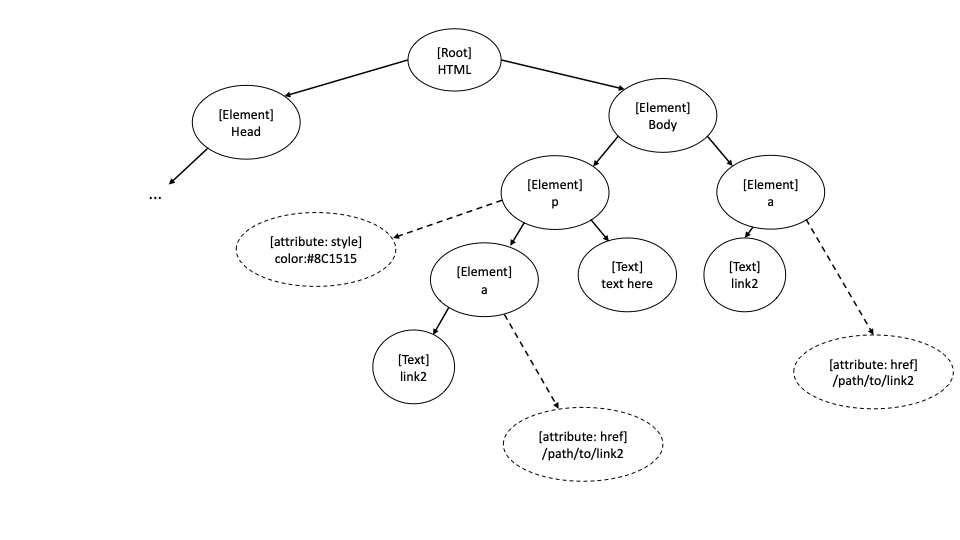 [Root]
HTML
[Element]
Head
[Element]
Body
...
[Element]
p
[Element]
a
[attribute: style]
color:#8C1515
[Element]
a
[Text]
text here
[Text]
link2
[Text]
link2
[attribute: href]
/path/to/link2
[attribute: href]
/path/to/link2